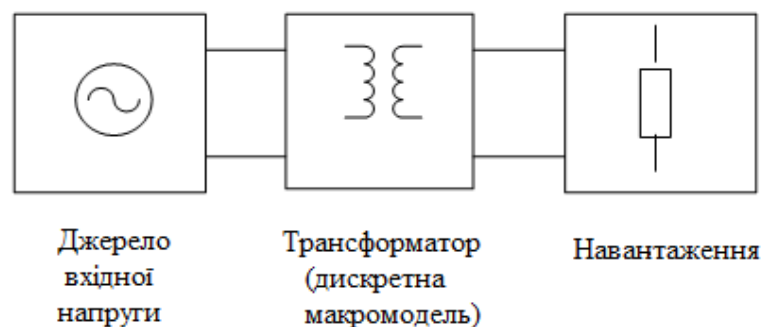 Джерело
вхідної
напруги
Трансформатор
(дискретна
макромодель)
Навантаження